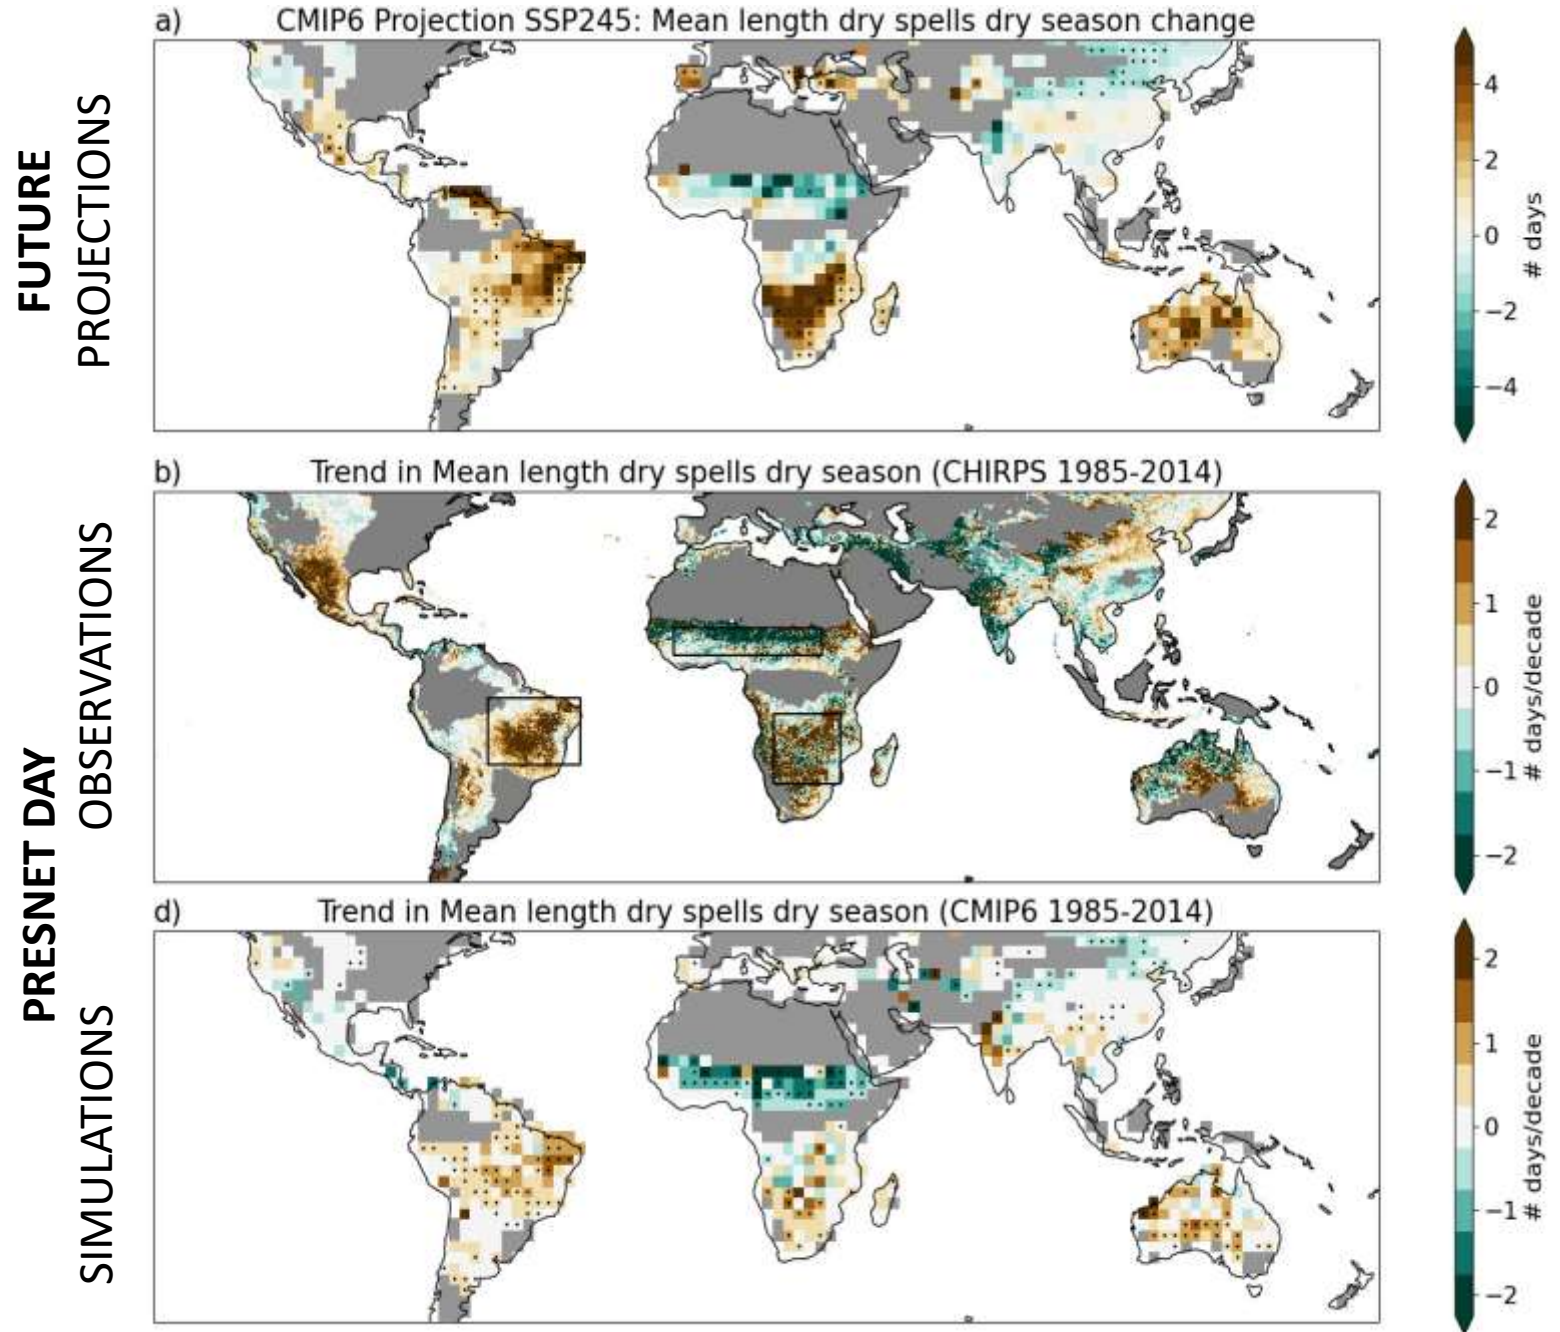 a) CMIP6 Projection SSP245: Mean length dry spells dry season change
FUTURE
PROJECTIONS
4
2
0
−2
−4
# days
b) Trend in Mean length dry spells dry season (CHIRPS 1985-2014)
PRESNET DAY
OBSERVATIONS
2
1
0
−1
−2
# days/decade
d) Trend in Mean length dry spells dry season (CMIP6 1985-2014)
SIMULATIONS
2
1
0
−1
−2
# days/decade